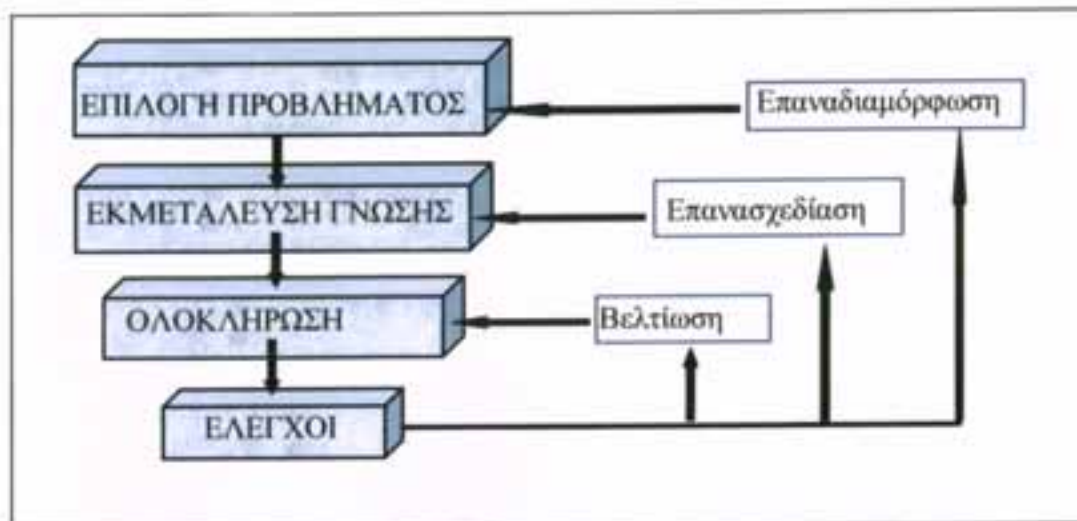 ΕΠΙΛΟΓΗ ΠΡΟΒΛΗΜΑΤΟΣ
Επαναδιαμόρφωση
ΕΚΜΕΤΑΛΕΥΣΗ ΓΝΩΣΗΣ
Επανασχεδίαση
ΟΛΟΚΛΗΡΩΣΗ
Βελτίωση
ΕΛΕΓΧΟΙ